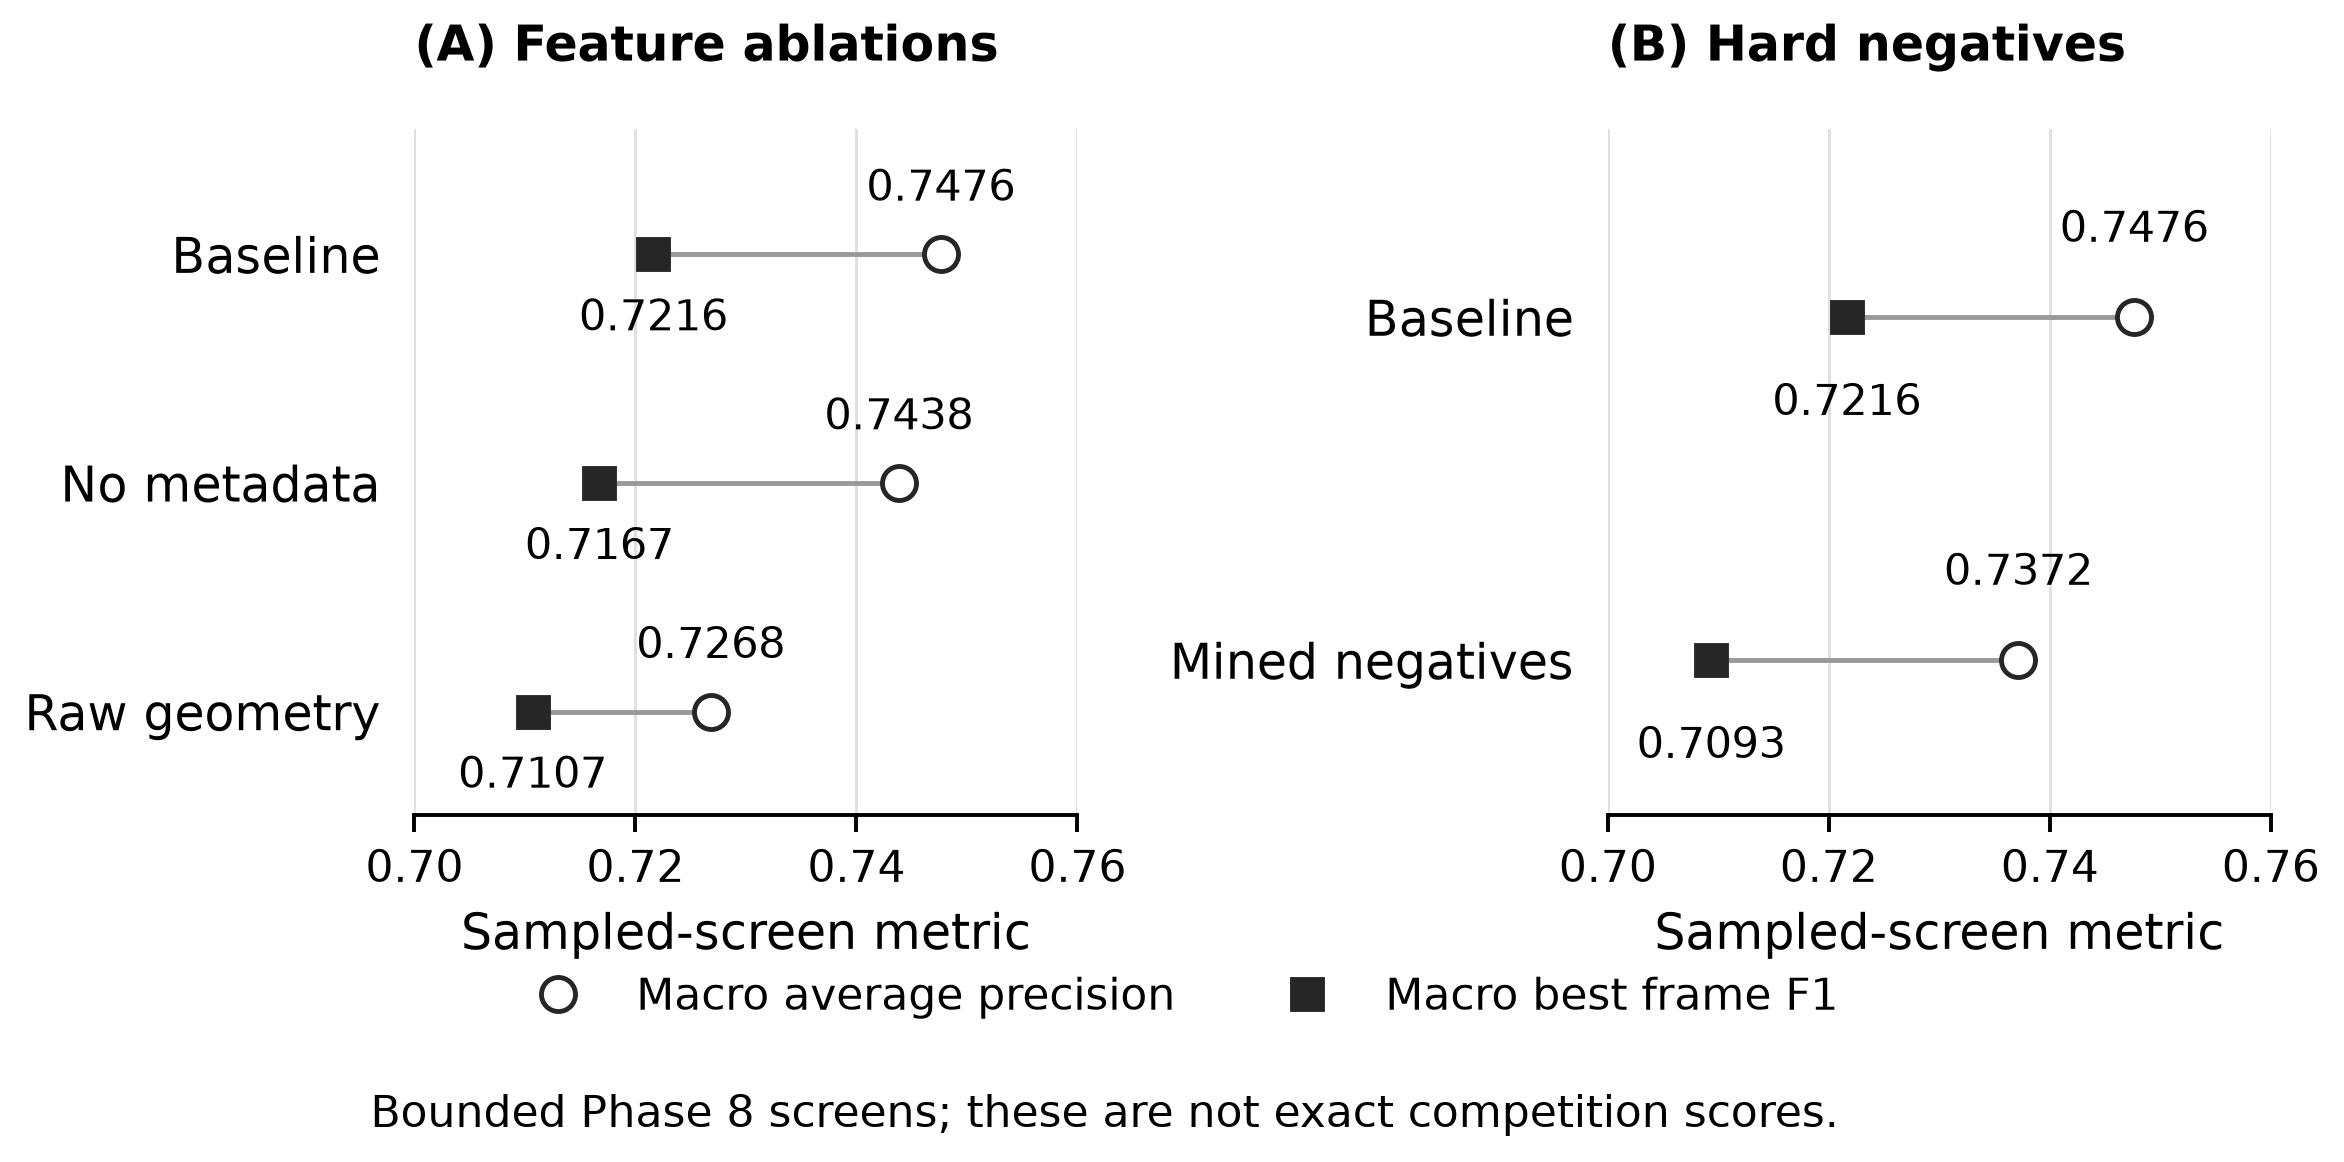 (A) Feature ablations
0.7476
Baseline
0.7216
0.7438
No metadata
0.7167
0.7268
Raw geometry
0.7107
0.70 0.72 0.74 0.76
Sampled-screen metric
(B) Hard negatives
0.7476
Baseline
0.7216
0.7372
Mined negatives
0.7093
0.70 0.72 0.74 0.76
Sampled-screen metric
Macro average precision Macro best frame F1
Bounded Phase 8 screens; these are not exact competition scores.